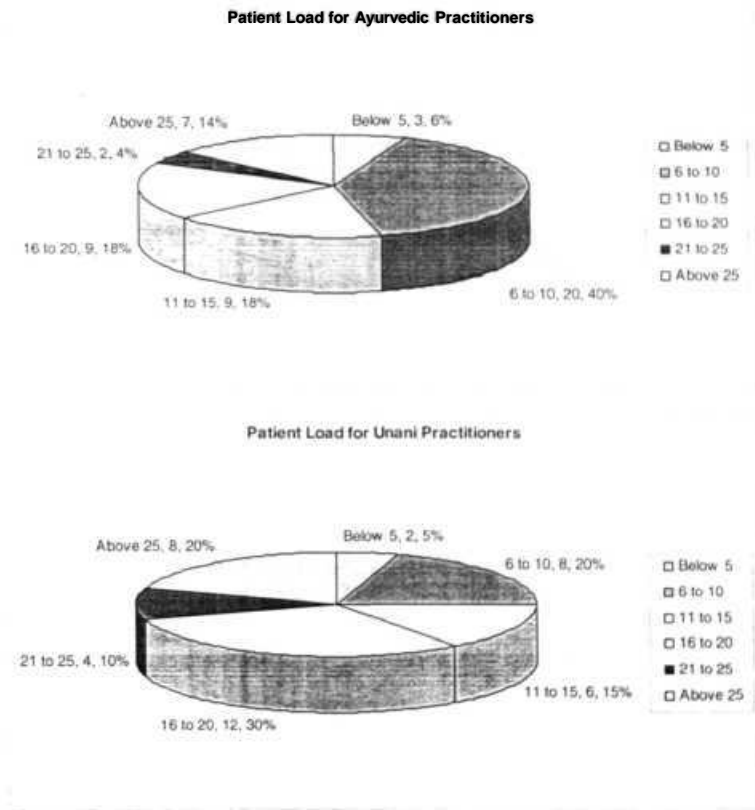 Patient Load for Ayurvedic Practitioners
Above 25, 7, 14%
Below 5, 3, 6%
21 to 25, 2, 4%
16 to 20, 9, 18%
11 to 15, 9, 18%
6 to 10, 20, 40%
Below 5
6 to 10
11 to 15
16 to 20
21 to 25
Above 25
Patient Load for Unani Practitioners
Above 25, 8, 20%
Below 5, 2, 5%
6 to 10, 8, 20%
21 to 25, 4, 10%
11 to 15, 6, 15%
16 to 20, 12, 30%
Below 5
6 to 10
11 to 15
16 to 20
21 to 25
Above 25